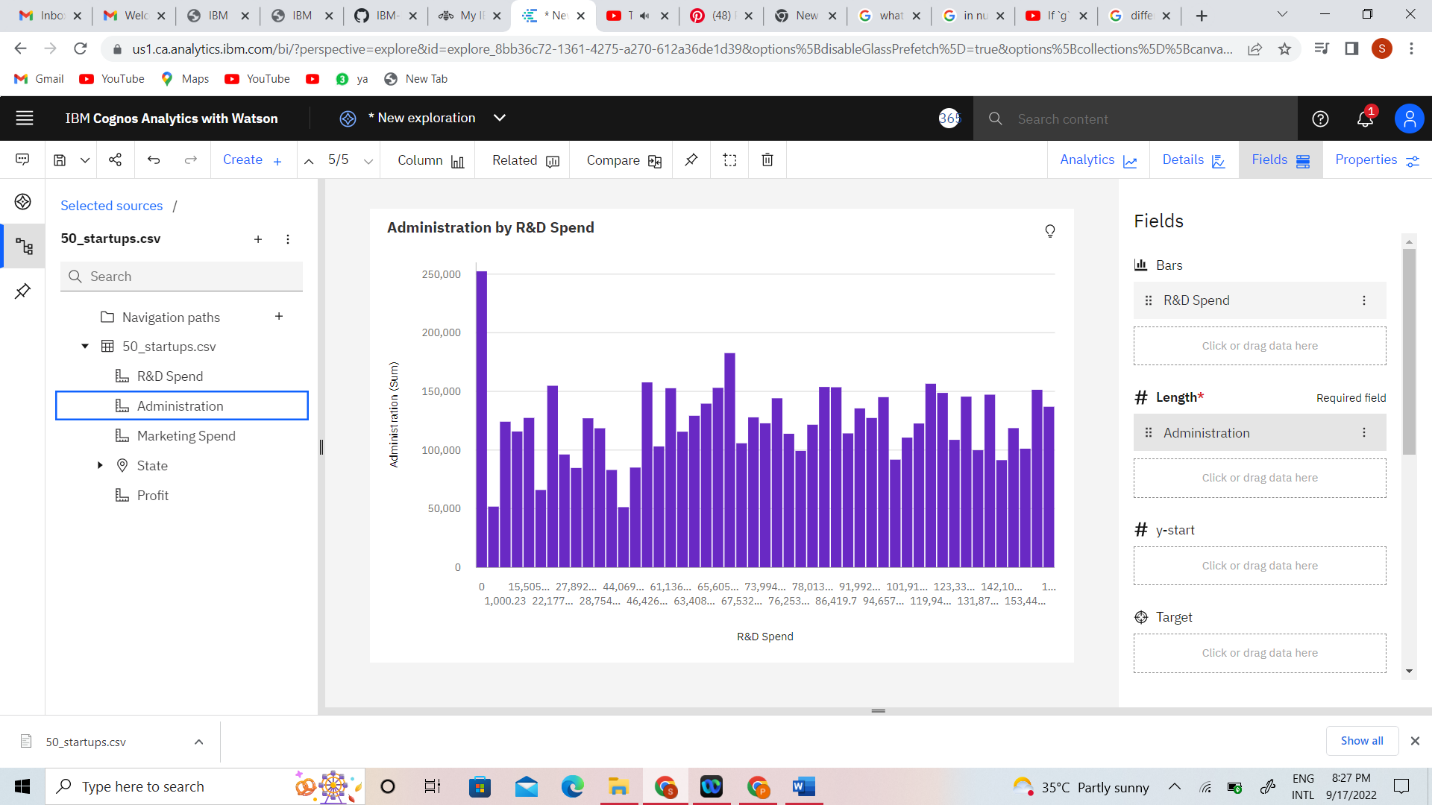 Inbo
Welc
IBM
IBM
IBM-
My I
* Ne
T
(48)
New
what
in nu
If 'g'
diffe
us1.ca.analytics.ibm.com/bi/?perspective=explore&id=explore_8bb36c72-1361-4275-a270-612a36de1d39&options%5BdisableGlassPrefetch%5D=true&options%5Bcollections%5D%5Bcanva...
S
Gmail YouTube Maps YouTube 3 ya New Tab
IBM Cognos Analytics with Watson
* New exploration
365
Search content
1
Create + 5/5 Column Related Compare
Analytics Details Fields Properties
Selected sources /
50_startups.csv
Search
Navigation paths
50_startups.csv
R&D Spend
Administration
Marketing Spend
State
Profit
Administration by R&D Spend
Administration (Sum)
250,000
200,000
150,000
100,000
50,000
0
0 15,505... 27,892... 44,069... 61,136... 65,605... 73,994... 78,013... 91,992... 101,91... 123,33... 142,10... 1...
1,000.23 22,177... 28,754... 46,426... 63,408... 67,532... 76,253... 86,419.7 94,657... 119,94... 131,87... 153,44...
R&D Spend
Fields
Bars
R&D Spend
Click or drag data here
# Length* Required field
Administration
Click or drag data here
# y-start
Click or drag data here
Target
Click or drag data here
50_startups.csv
Show all
Type here to search
S
P
W
35°C Partly sunny
ENG
INTL
8:27 PM
9/17/2022